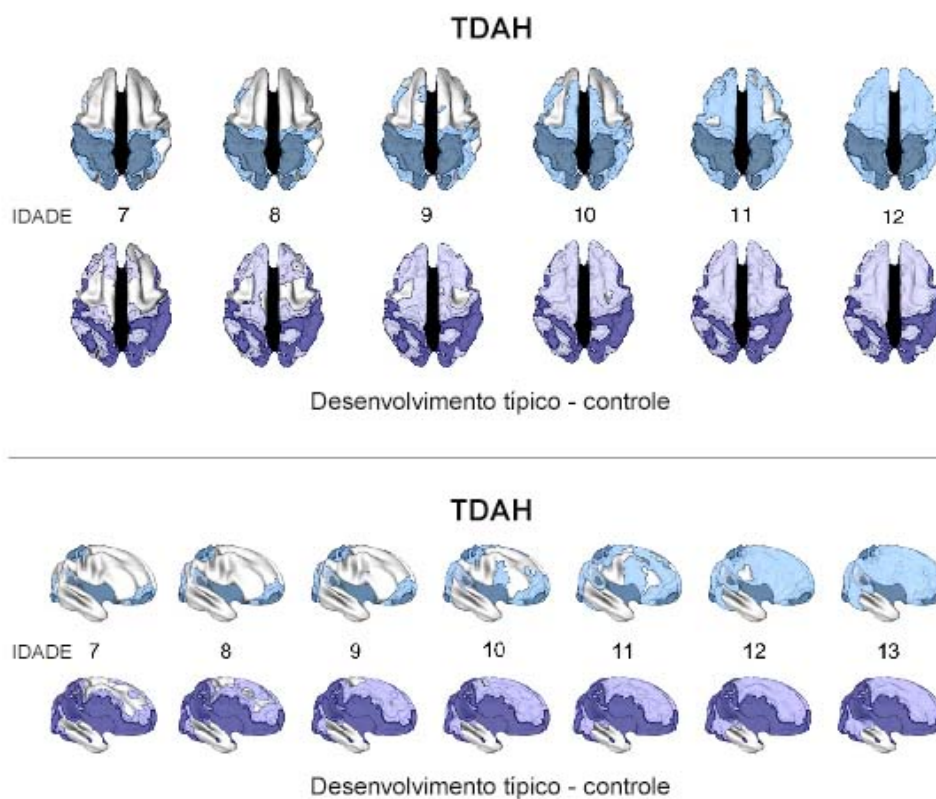 TDAH
IDADE 7 8 9 10 11 12
Desenvolvimento típico - controle
TDAH
IDADE 7 8 9 10 11 12 13
Desenvolvimento típico - controle